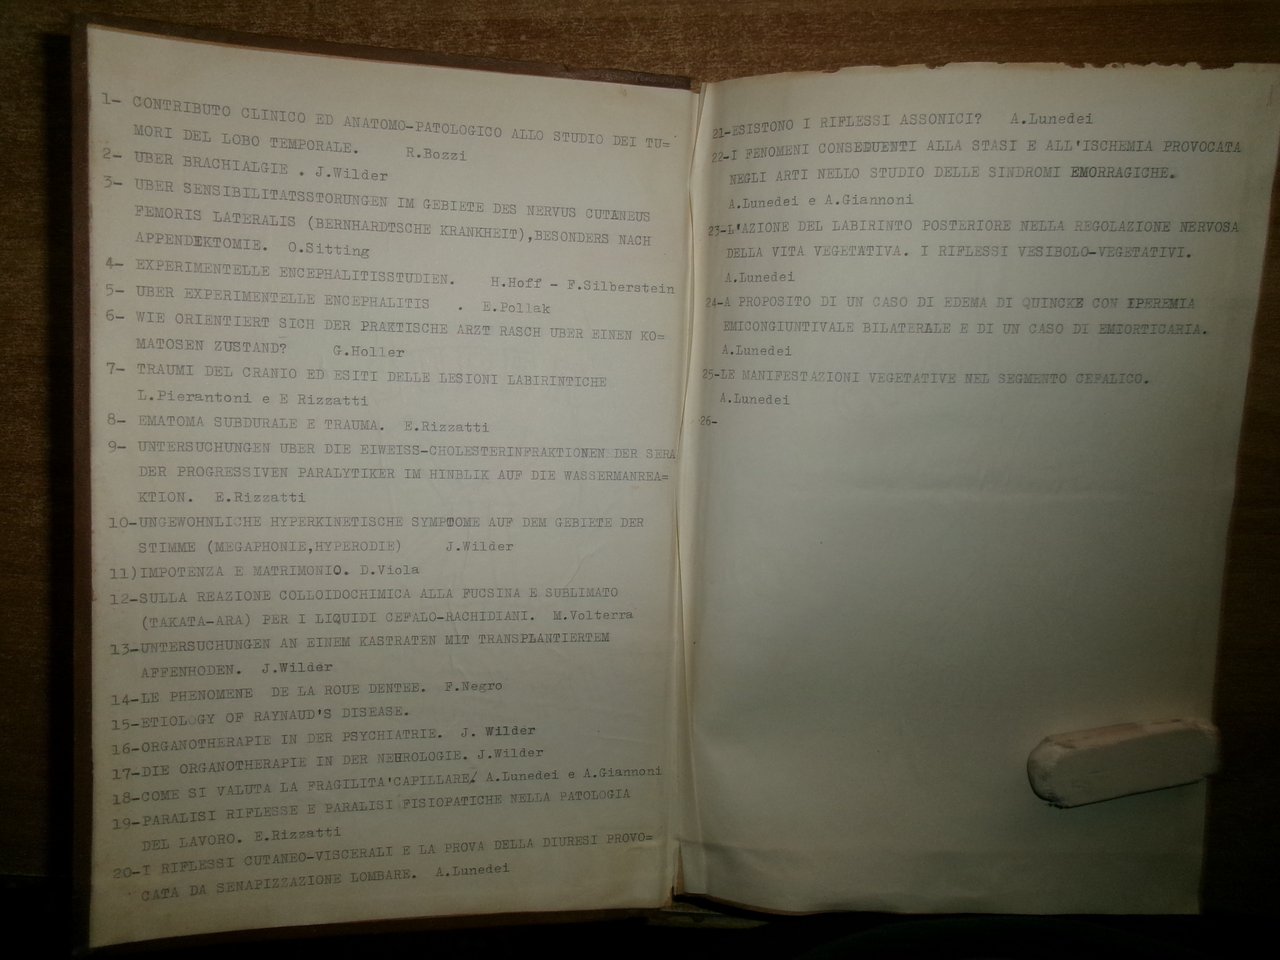 1- CONTRIBUTO CLINICO ED ANATOMO-PATOLOGICO ALLO STUDIO DEI TU=
MORI DEL LOBO TEMPORALE. R.Bozzi
2- UBER BRACHIALGIE . J.Wilder
3- UBER SENSIBILITATSSTORUNGEN IM GEBIETE DES NERVUS CUTANEUS
FEMORIS LATERALIS (BERNHARDTSCHE KRANKHEIT),BESONDERS NACH
APPENDEKTOMIE. O.Sitting
4- EXPERIMENTELLE ENCEPHALITISSTUDIEN. H.Hoff - F.Silberstein
5- UBER EXPERIMENTELLE ENCEPHALITIS . E.Pollak
6- WIE ORIENTIERT SICH DER PRAKTISCHE ARZT RASCH UBER EINEN KO=
MATOSEN ZUSTAND? G.Holler
7- TRAUMI DEL CRANIO ED ESITI DELLE LESIONI LABIRINTICHE
L.Pierantoni e E Rizzatti
8- EMATOMA SUBDURALE E TRAUMA. E.Rizzatti
9- UNTERSUCHUNGEN UBER DIE EIWEISS-CHOLESTERINFRAKTIONEN DER SERA
DER PROGRESSIVEN PARALYTIKER IM HINBLIK AUF DIE WASSERMANREA=
KTION. E.Rizzatti
10-UNGEWOHNLICHE HYPERKINETISCHE SYMPTOME AUF DEM GEBIETE DER
STIMME (MEGAPHONIE,HYPERODIE) J.Wilder
11)IMPOTENZA E MATRIMONIO. D.Viola
12-SULLA REAZIONE COLLOIDOCHIMICA ALLA FUCSINA E SUBLIMATO
(TAKATA-ARA) PER I LIQUIDI CEFALO-RACHIDIANI. M.Volterra
13-UNTERSUCHUNGEN AN EINEM KASTRATEN MIT TRANSPLANTIERTEM
AFFENHODEN. J.Wilder
14-LE PHENOMENE DE LA ROUE DENTEE. F.Negro
15-ETIOLOGY OF RAYNAUD'S DISEASE.
16-ORGANOTHERAPIE IN DER PSYCHIATRIE. J. Wilder
17-DIE ORGANOTHERAPIE IN DER NEUROLOGIE. J.Wilder
18-COME SI VALUTA LA FRAGILITA'CAPILLARE/ A.Lunedei e A.Giannoni
19-PARALISI RIFLESSE E PARALISI FISIOPATICHE NELLA PATOLOGIA
DEL LAVORO. E.Rizzatti
20-I RIFLESSI CUTANEO-VISCERALI E LA PROVA DELLA DIURESI PROVO=
CATA DA SENAPIZZAZIONE LOMBARE. A.Lunedei
21-ESISTONO I RIFLESSI ASSONICI? A.Lunedei
22-I FENOMENI CONSEDUENTI ALLA STASI E ALL'ISCHEMIA PROVOCATA
NEGLI ARTI NELLO STUDIO DELLE SINDROMI EMORRAGICHE.
A.Lunedei e A.Giannoni
23-L'AZIONE DEL LABIRINTO POSTERIORE NELLA REGOLAZIONE NERVOSA
DELLA VITA VEGETATIVA. I RIFLESSI VESIBOLO-VEGETATIVI.
A.Lunedei
24-A PROPOSITO DI UN CASO DI EDEMA DI QUINCKE CON IPEREMIA
EMICONGIUNTIVALE BILATERALE E DI UN CASO DI EMIORTICARIA.
A.Lunedei
25-LE MANIFESTAZIONI VEGETATIVE NEL SEGMENTO CEFALICO.
A.Lunedei
26-